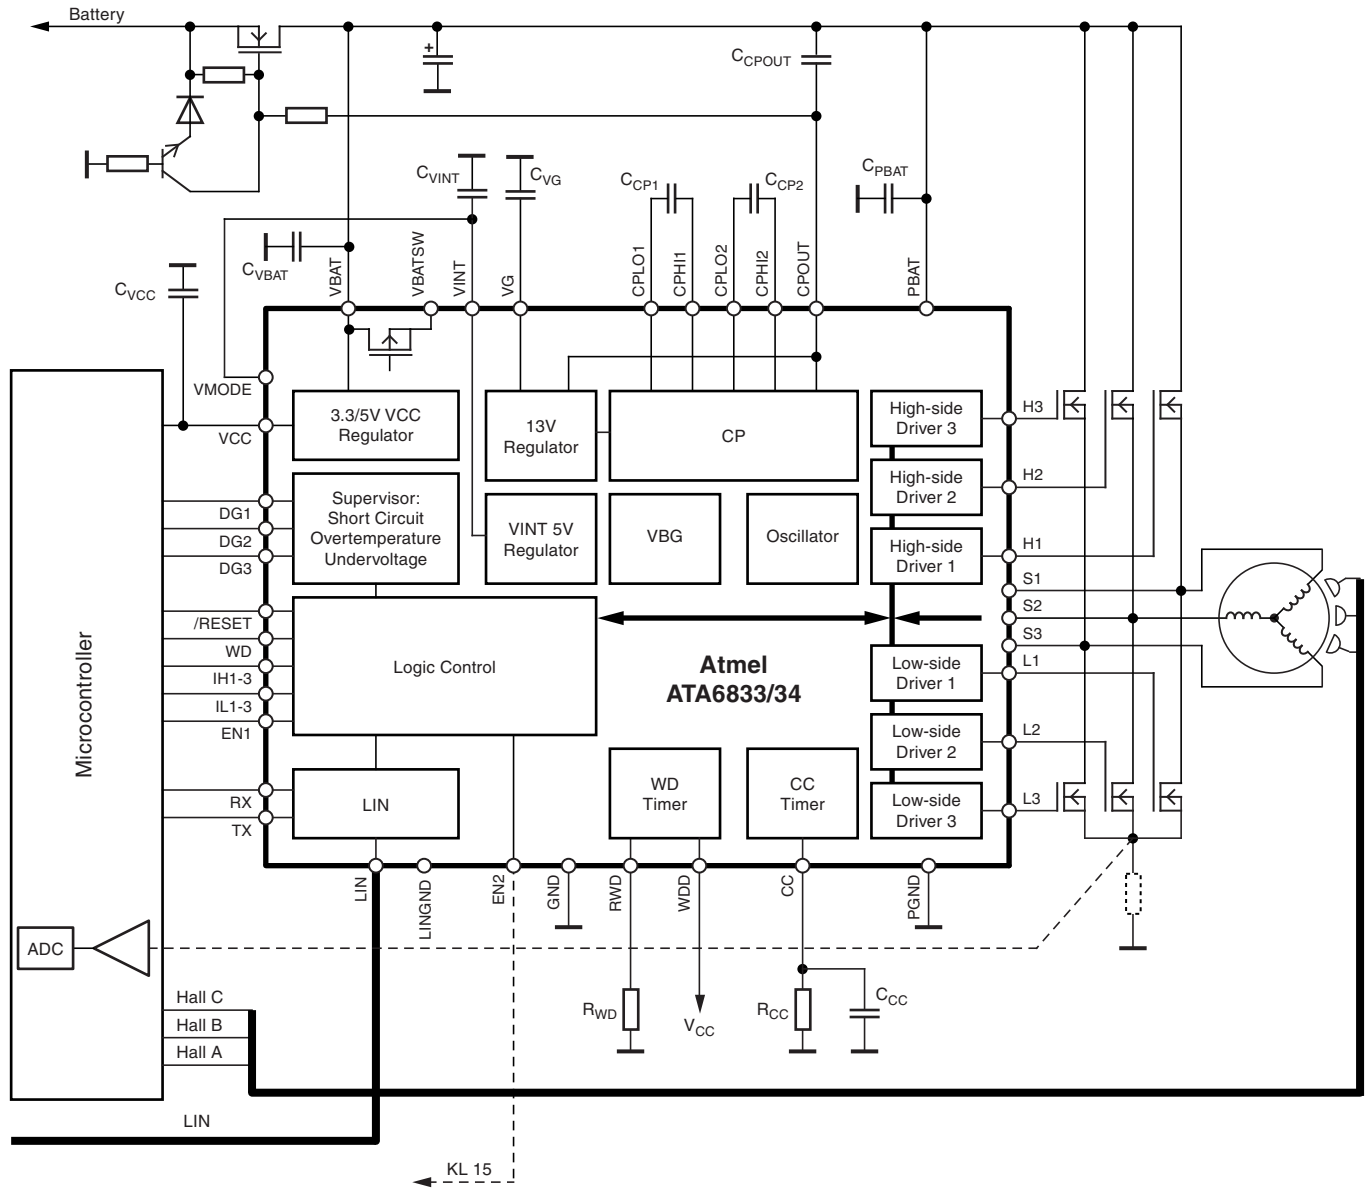 Battery
+
CCPOUT
CVINT
CVG
CCP1
CCP2
CPBAT
CVBAT
CVCC
VBAT
VBATSW
VINT
VG
CPLO1
CPHI1
CPLO2
CPHI2
CPOUT
PBAT
VMODE
VCC
3.3/5V VCC
Regulator
13V
Regulator
CP
High-side
Driver 3
H3
High-side
Driver 2
H2
High-side
Driver 1
H1
DG1
DG2
DG3
Supervisor:
Short Circuit
Overtemperature
Undervoltage
VINT 5V
Regulator
VBG
Oscillator
S1
S2
S3
Microcontroller
/RESET
WD
IH1-3
IL1-3
EN1
Logic Control
Atmel
ATA6833/34
Low-side
Driver 1
L1
Low-side
Driver 2
L2
Low-side
Driver 3
L3
RX
TX
LIN
WD
Timer
CC
Timer
LIN
LINGND
EN2
GND
RWD
WDD
CC
PGND
ADC
Hall C
Hall B
Hall A
RWD
VCC
RCC
CCC
LIN
KL 15